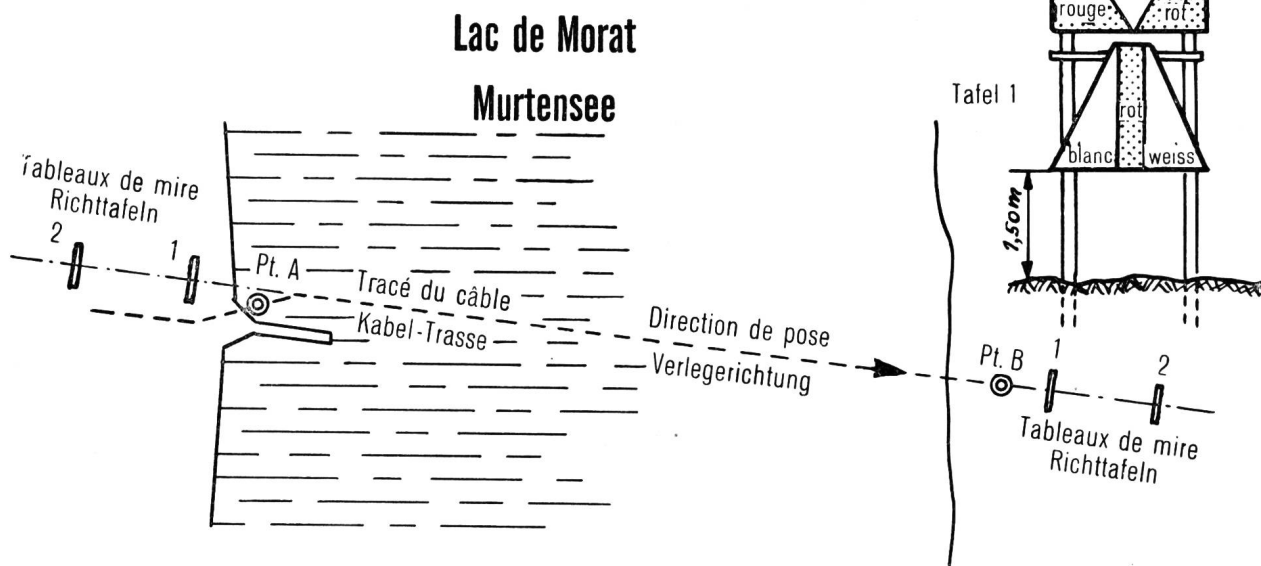 Lac de Morat
Murtensee
rouge rot
Tafel 1
rot
blanc weiss
1,50m
Tableaux de mire
Richttafeln
2
1
Pt. A
Tracé du câble
Kabel-Trasse
Direction de pose
Verlegerichtung
Pt. B
1
2
Tableaux de mire
Richttafeln